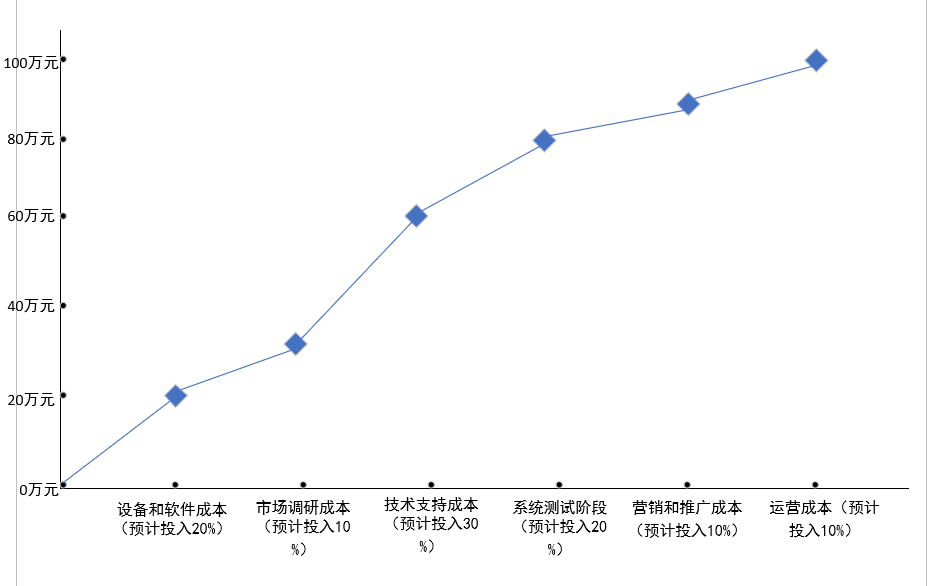 100万元
80万元
60万元
40万元
20万元
0万元
设备和软件成本
（预计投入20%）
市场调研成本
（预计投入10
%）
技术支持成本
（预计投入30
%）
系统测试阶段
（预计投入20
%）
营销和推广成本
（预计投入10%）
运营成本（预计
投入10%）